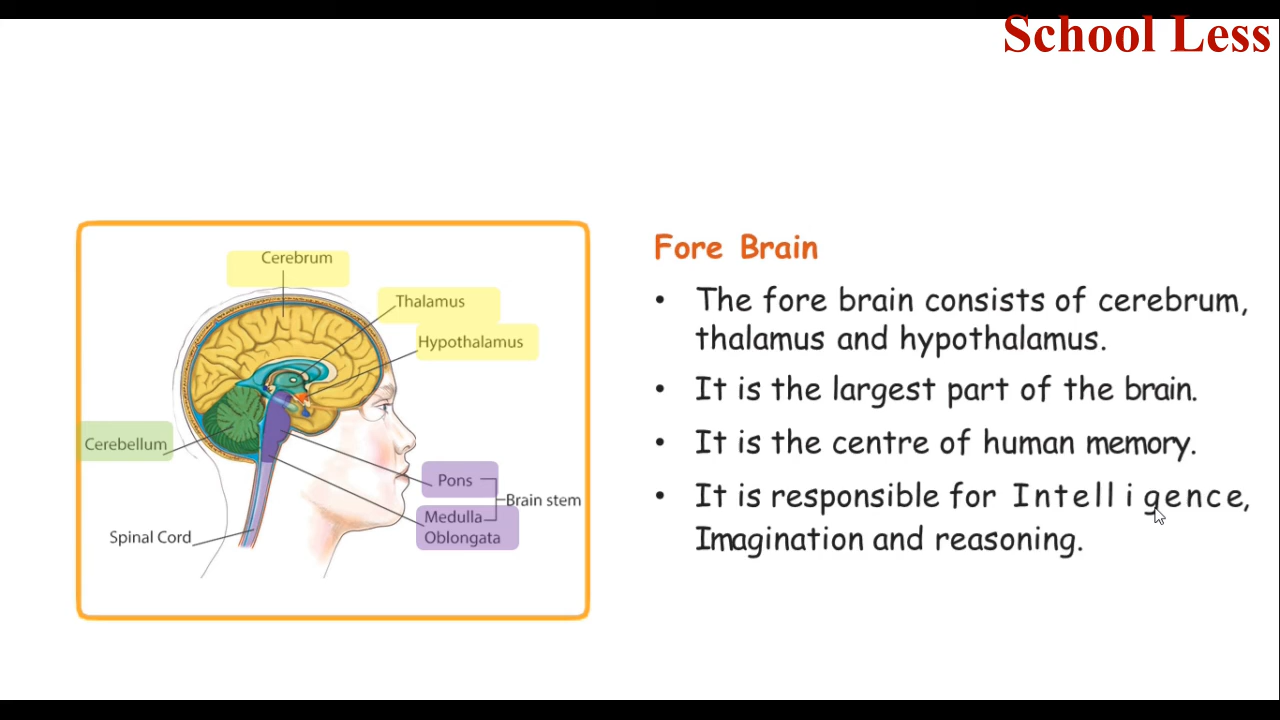 School Less
Cerebrum
Thalamus
Hypothalamus
Cerebellum
Pons
Brain stem
Medulla
Oblongata
Spinal Cord
Fore Brain
• The fore brain consists of cerebrum,
thalamus and hypothalamus.
• It is the largest part of the brain.
• It is the centre of human memory.
• It is responsible for Intelligence,
Imagination and reasoning.